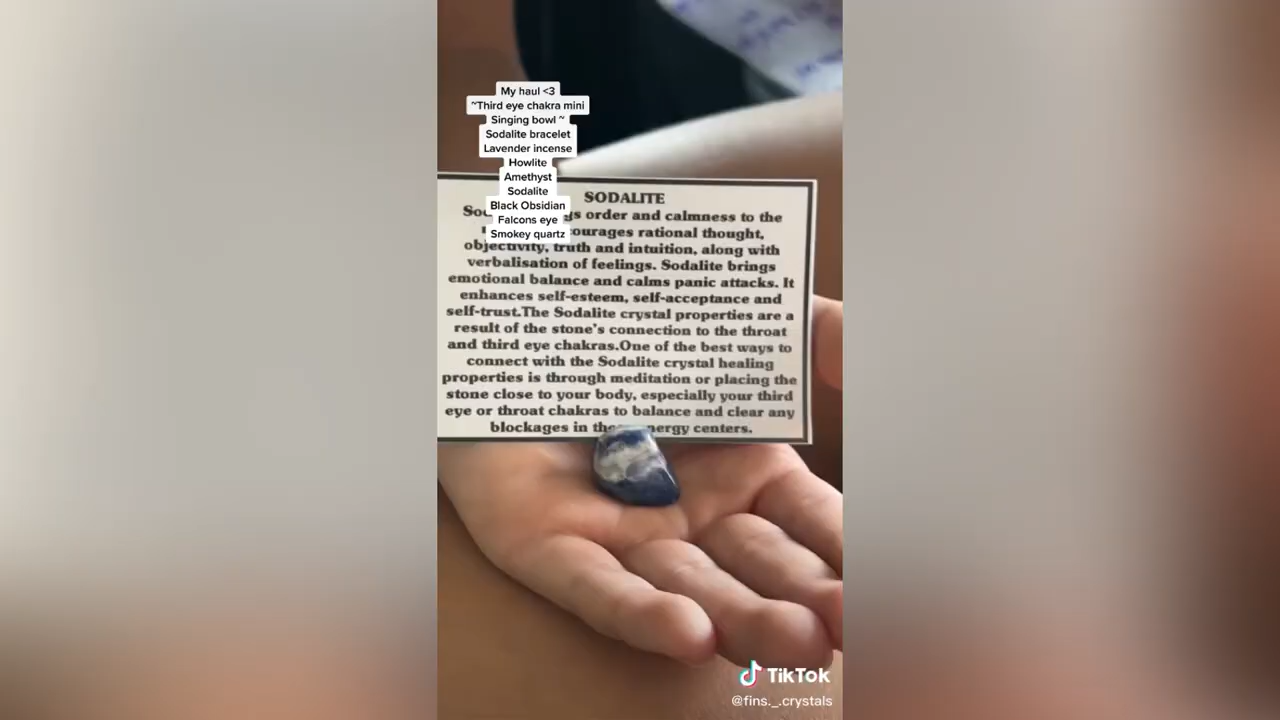 My haul <3
~Third eye chakra mini
Singing bowl ~
Sodalite bracelet
Lavender incense
Howlite
Amethyst
Sodalite
Black Obsidian
Falcons eye
Smokey quartz
SODALITE
order and calmness to the
rational thought,
objectivity, truth and intuition, along with
verbalisation of feelings. Sodalite brings
emotional balance and calms panic attacks. It
enhances self-esteem, self-acceptance and
self-trust.The Sodalite crystal properties are a
result of the stone's connection to the throat
and third eye chakras.One of the best ways to
connect with the Sodalite crystal healing
properties is through meditation or placing the
stone close to your body, especially your third
eye or throat chakras to balance and clear any
blockages in energy centers.
TikTok
@fins._.crystals